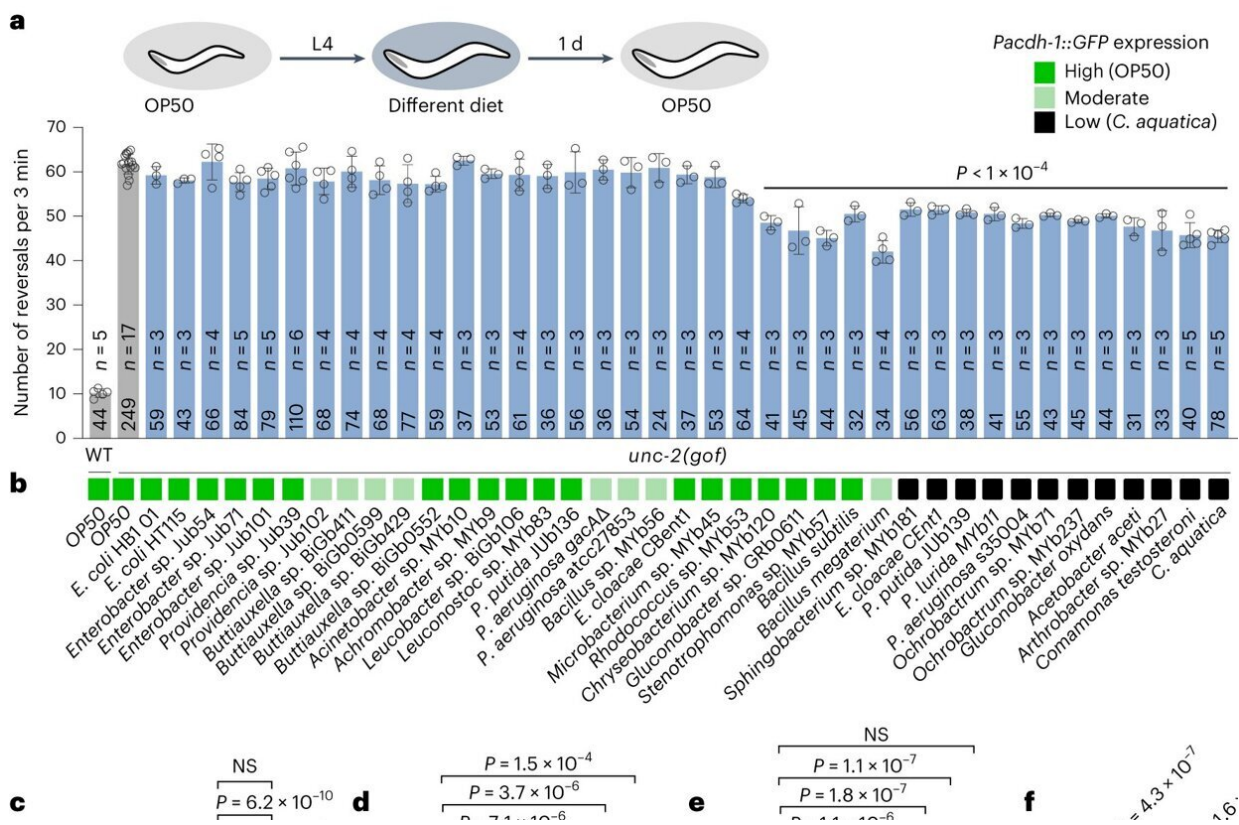 a
L4
1 d
OP50
Different diet
OP50
Pacdh-1::GFP expression
High (OP50)
Moderate
Low (C. aquatica)
Number of reversals per 3 min
70
60
50
40
30
20
10
0
P < 1 × 10⁻⁴
44 n = 5
249 n = 17
59 n = 3
43 n = 3
66 n = 4
84 n = 5
79 n = 5
110 n = 6
68 n = 4
74 n = 4
68 n = 4
77 n = 4
59 n = 4
37 n = 3
53 n = 3
61 n = 4
36 n = 3
56 n = 3
36 n = 3
54 n = 3
24 n = 3
37 n = 3
53 n = 3
64 n = 4
41 n = 3
45 n = 3
44 n = 3
32 n = 3
34 n = 4
56 n = 3
63 n = 3
38 n = 3
41 n = 3
55 n = 3
43 n = 3
45 n = 3
44 n = 3
31 n = 3
33 n = 3
40 n = 5
78 n = 5
WT
unc-2(gof)
b
OP50
OP50
E. coli HB101
E. coli HT115
Enterobacter sp. Jub54
Enterobacter sp. Jub71
Enterobacter sp. Jub101
Providencia sp. Jub39
Providencia sp. Jub102
Buttiauxella sp. BiGb411
Buttiauxella sp. BiGb0599
Buttiauxella sp. BiGb429
Buttiauxella sp. BiGb0552
Acinetobacter sp. MYb10
Achromobacter sp. MYb9
Leucobacter sp. BiGb106
Leuconostoc sp. MYb83
P. putida JUb136
P. aeruginosa gacAΔ
P. aeruginosa atcc27853
Bacillus sp. MYb56
E. cloacae CBent1
Microbacterium sp. MYb45
Rhodococcus sp. MYb53
Chryseobacterium sp. MYb120
Gluconobacter sp. GRb0611
Stenotrophomonas sp. MYb57
Bacillus subtilis
Bacillus megaterium
Sphingobacterium sp. MYb181
E. cloacae CEnt1
P. putida JUb139
P. lurida MYb11
P. aeruginosa s35004
Ochrobactrum sp. MYb71
Ochrobactrum sp. MYb237
Gluconobacter oxydans
Acetobacter aceti
Arthrobacter sp. MYb27
Comamonas testosteroni
C. aquatica
c
NS
P = 6.2 × 10⁻¹⁰
d
P = 1.5 × 10⁻⁴
P = 3.7 × 10⁻⁶
e
NS
P = 1.1 × 10⁻⁷
P = 1.8 × 10⁻⁷
f
= 4.3 × 10⁻⁷
1.6